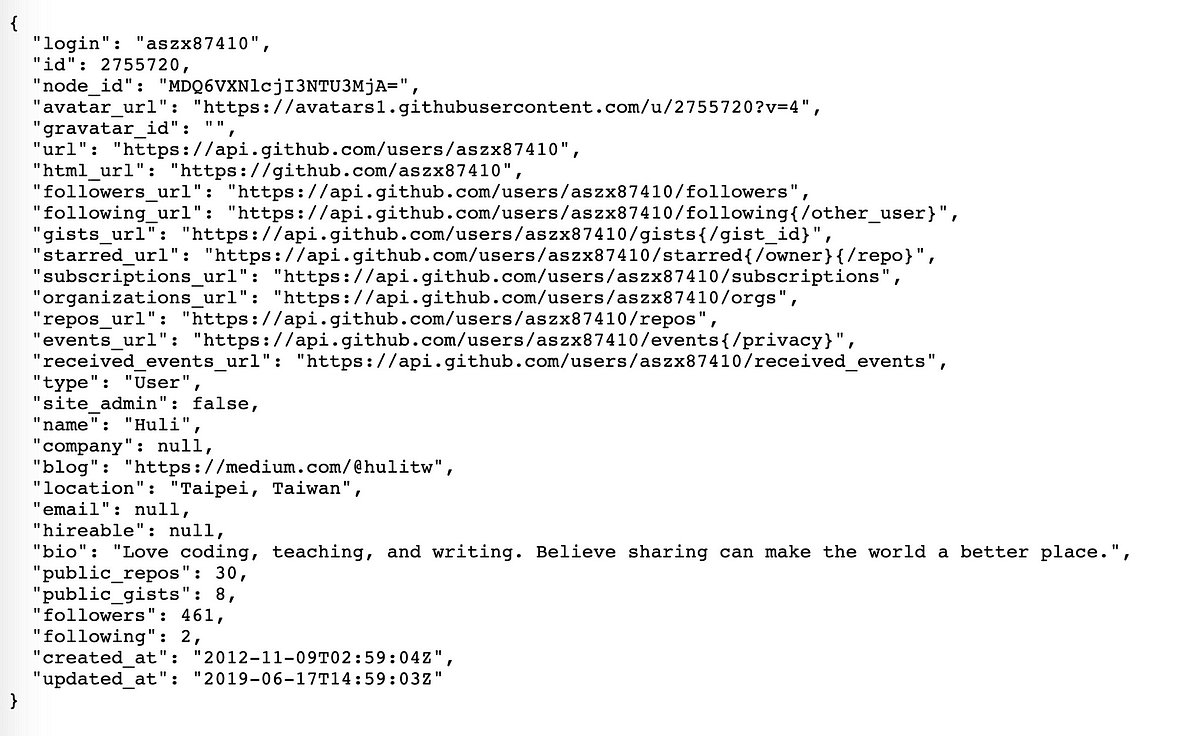 {
"login": "aszx87410",
"id": 2755720,
"node_id": "MDQ6VXNlcjI3NTU3MjA=",
"avatar_url": "https://avatars1.githubusercontent.com/u/2755720?v=4",
"gravatar_id": "",
"url": "https://api.github.com/users/aszx87410",
"html_url": "https://github.com/aszx87410",
"followers_url": "https://api.github.com/users/aszx87410/followers",
"following_url": "https://api.github.com/users/aszx87410/following{/other_user}",
"gists_url": "https://api.github.com/users/aszx87410/gists{/gist_id}",
"starred_url": "https://api.github.com/users/aszx87410/starred{/owner}{/repo}",
"subscriptions_url": "https://api.github.com/users/aszx87410/subscriptions",
"organizations_url": "https://api.github.com/users/aszx87410/orgs",
"repos_url": "https://api.github.com/users/aszx87410/repos",
"events_url": "https://api.github.com/users/aszx87410/events{/privacy}",
"received_events_url": "https://api.github.com/users/aszx87410/received_events",
"type": "User",
"site_admin": false,
"name": "Huli",
"company": null,
"blog": "https://medium.com/@hulitw",
"location": "Taipei, Taiwan",
"email": null,
"hireable": null,
"bio": "Love coding, teaching, and writing. Believe sharing can make the world a better place.",
"public_repos": 30,
"public_gists": 8,
"followers": 461,
"following": 2,
"created_at": "2012-11-09T02:59:04Z",
"updated_at": "2019-06-17T14:59:03Z"
}